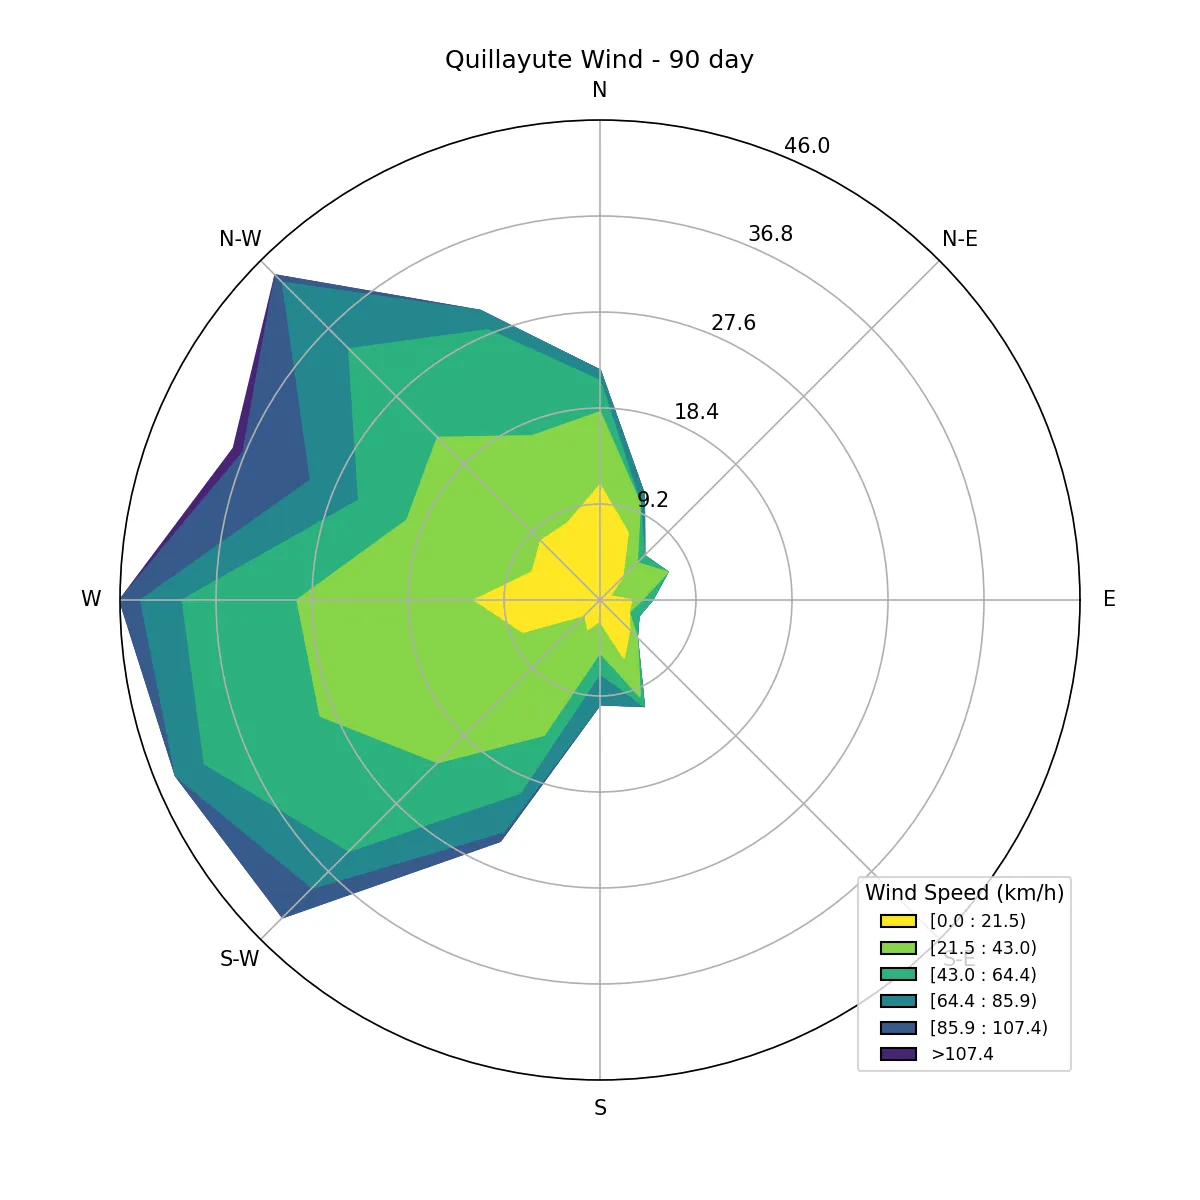 Quillayute Wind - 90 day
N
46.0
36.8
N-W
N-E
27.6
18.4
9.2
W
E
Wind Speed (km/h)
[0.0 : 21.5)
[21.5 : 43.0)
S-W
S-E
[43.0 : 64.4)
[64.4 : 85.9)
[85.9 : 107.4)
>107.4
S